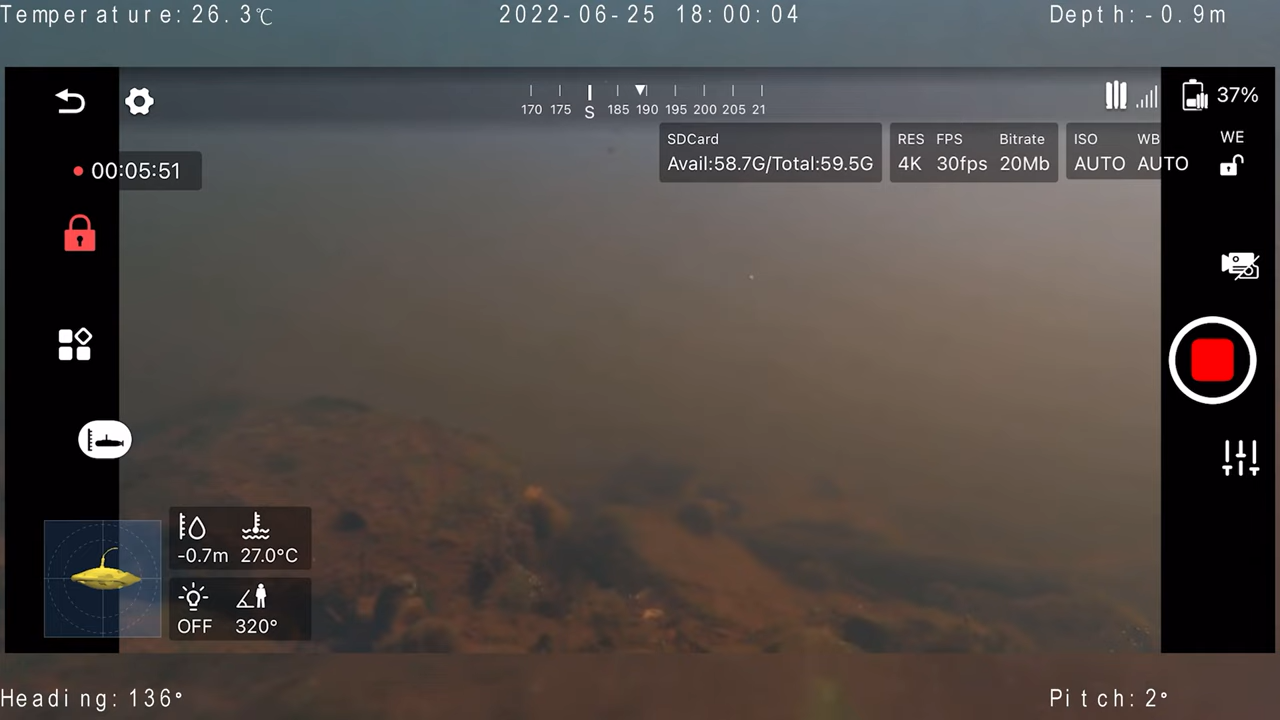 Temperature: 26.3℃
2022-06-25 18:00:04
Depth: -0.9m
170 175 S 185 190 195 200 205 21
37%
00:05:51
SDCard
Avail:58.7G/Total:59.5G
RES FPS Bitrate
4K 30fps 20Mb
ISO WB
AUTO AUTO
WE
-0.7m 27.0°C
OFF 320°
Heading: 136°
Pitch: 2°